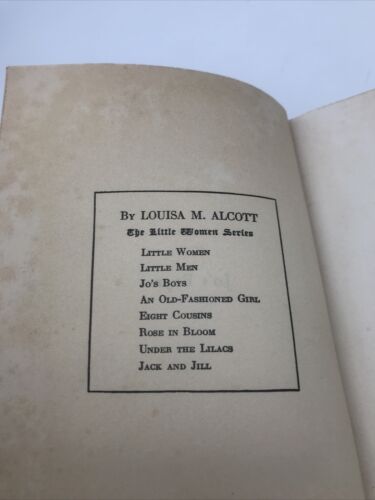 By LOUISA M. ALCOTT
The Little Women Series
Little Women
Little Men
Jo's Boys
An Old-Fashioned Girl
Eight Cousins
Rose in Bloom
Under the Lilacs
Jack and Jill